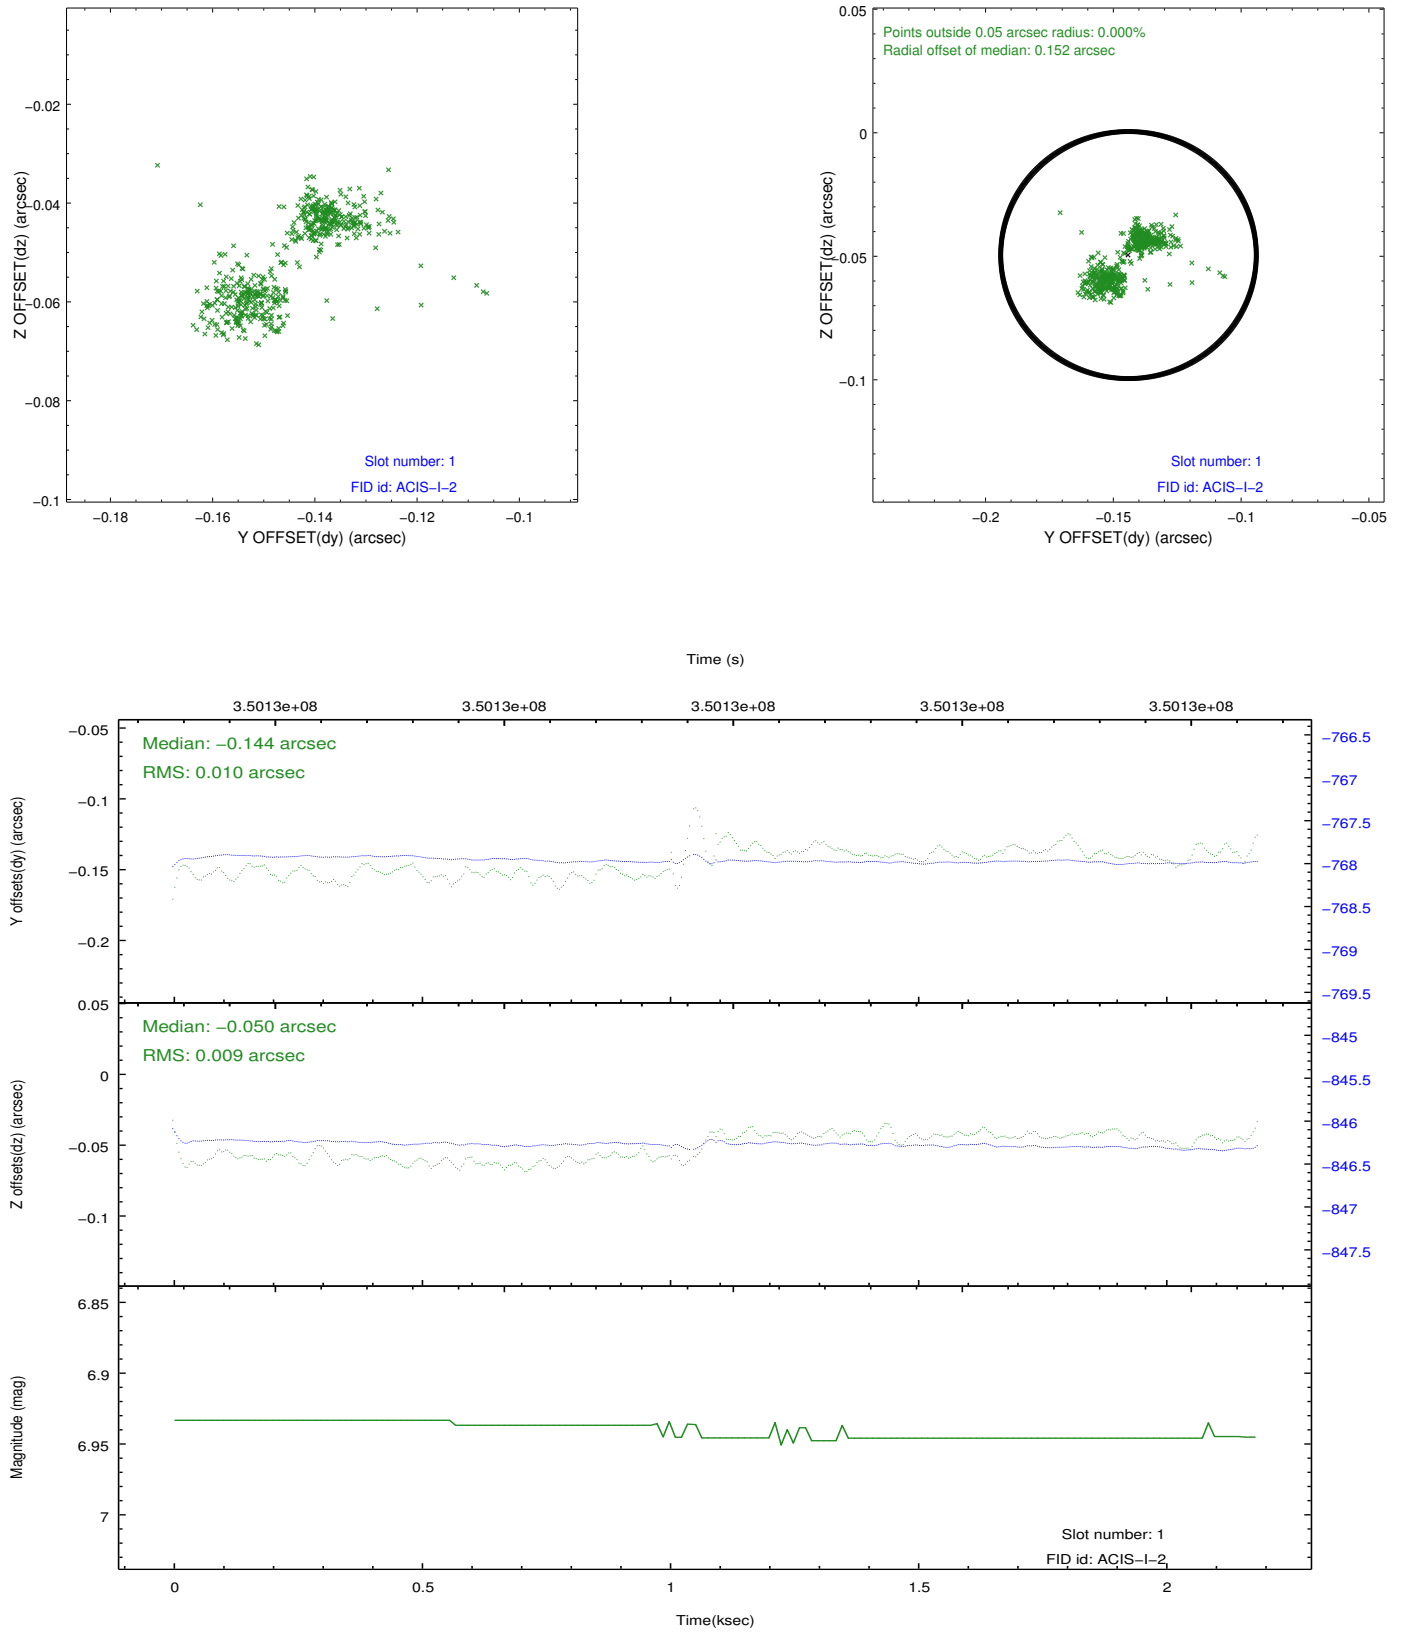 −0.02
−0.04
−0.06
−0.08
−0.1
Z OFFSET(dz) (arcsec)
Slot number: 1
FID id: ACIS−I−2
−0.18
−0.16
−0.14
−0.12
−0.1
Y OFFSET(dy) (arcsec)
0.05
0
−0.05
−0.1
Z OFFSET(dz) (arcsec)
Points outside 0.05 arcsec radius: 0.000%
Radial offset of median: 0.152 arcsec
Slot number: 1
FID id: ACIS−I−2
−0.2
−0.15
−0.1
−0.05
Y OFFSET(dy) (arcsec)
Time (s)
3.5013e+08
3.5013e+08
3.5013e+08
3.5013e+08
3.5013e+08
−0.05
−0.1
−0.15
−0.2
Y offsets(dy) (arcsec)
Median: −0.144 arcsec
RMS: 0.010 arcsec
−766.5
−767
−767.5
−768
−768.5
−769
−769.5
0.05
0
−0.05
−0.1
Z offsets(dz) (arcsec)
Median: −0.050 arcsec
RMS: 0.009 arcsec
−845
−845.5
−846
−846.5
−847
−847.5
6.85
6.9
6.95
7
Magnitude (mag)
Slot number: 1
FID id: ACIS−I−2
0
0.5
1
1.5
2
Time(ksec)